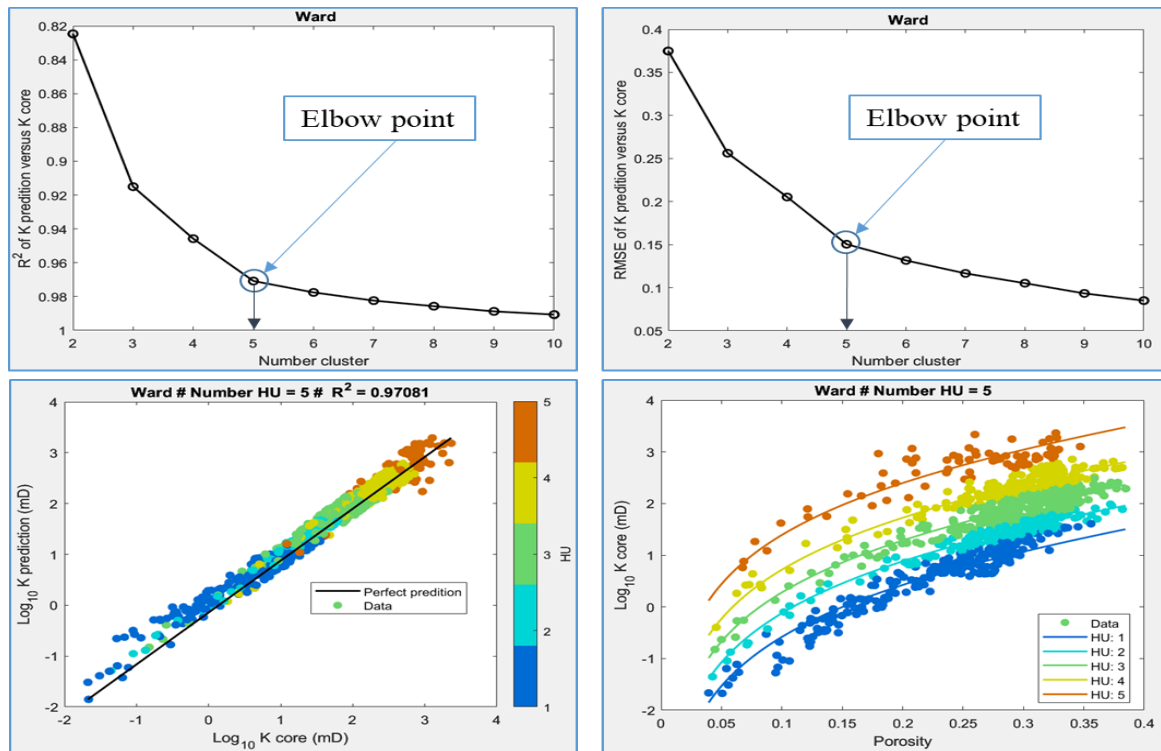 Ward
R² of K predition versus K core
0.82
0.84
0.86
0.88
0.9
0.92
0.94
0.96
0.98
1
Elbow point
2 3 4 5 6 7 8 9 10
Number cluster
Ward
RMSE of K predition versus K core
0.4
0.35
0.3
0.25
0.2
0.15
0.1
0.05
Elbow point
2 3 4 5 6 7 8 9 10
Number cluster
Ward # Number HU = 5 # R² = 0.97081
Log₁₀ K prediction (mD)
4
3
2
1
0
-1
-2
Perfect predition
Data
-2 -1 0 1 2 3 4
Log₁₀ K core (mD)
5
4
3
2
1
HU
Ward # Number HU = 5
Log₁₀ K core (mD)
4
3
2
1
0
-1
-2
Data
HU: 1
HU: 2
HU: 3
HU: 4
HU: 5
0 0.05 0.1 0.15 0.2 0.25 0.3 0.35 0.4
Porosity